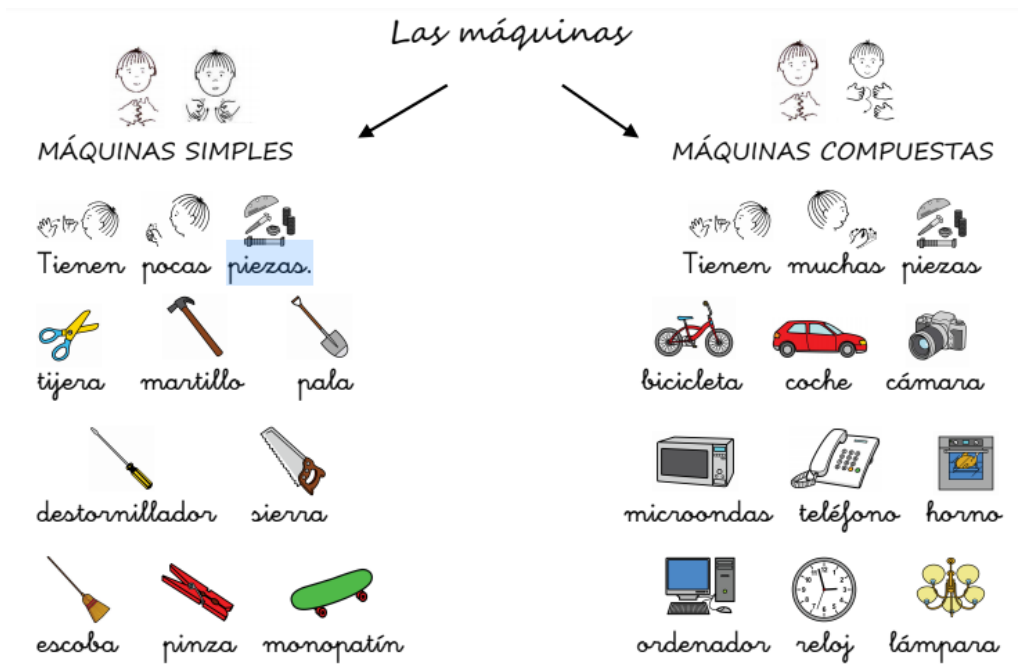 Las máquinas
MÁQUINAS SIMPLES
Tienen pocas piezas.
tijera martillo pala
destornillador sierra
escoba pinza monopatín
MÁQUINAS COMPUESTAS
Tienen muchas piezas
bicicleta coche cámara
microondas teléfono horno
ordenador reloj lámpara